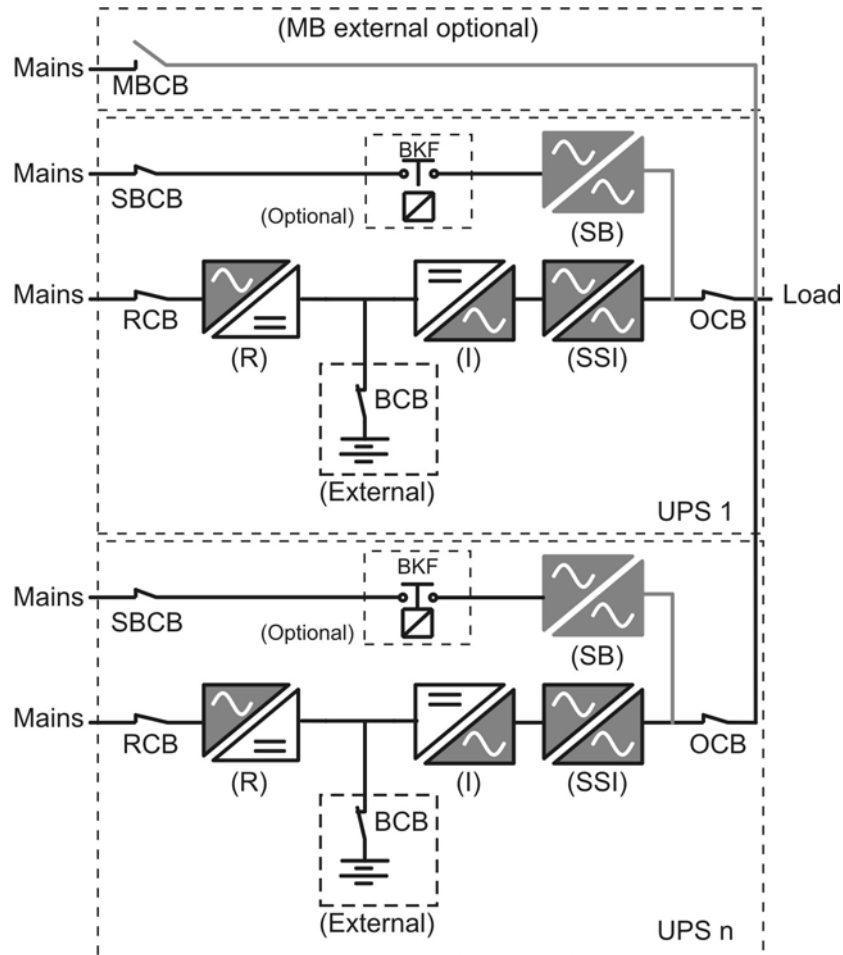 (MB external optional)
Mains
MBCB
BKF
Mains
SBCB
(Optional)
(SB)
Mains
Load
RCB
OCB
(R)
(I)
(SSI)
BCB
(External)
UPS 1
BKF
Mains
SBCB
(Optional)
(SB)
Mains
RCB
OCB
(R)
(I)
(SSI)
BCB
(External)
UPS n